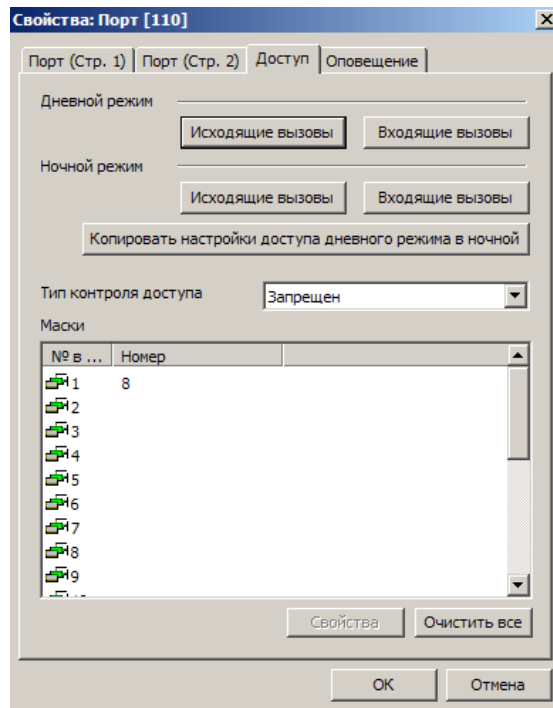 Свойства: Порт [110]
Порт (Стр. 1) Порт (Стр. 2) Доступ Оповещение
Дневной режим
Исходящие вызовы Входящие вызовы
Ночной режим
Исходящие вызовы Входящие вызовы
Копировать настройки доступа дневного режима в ночной
Тип контроля доступа Запрещен
Маски
№ в ... Номер
1 8
2
3
4
5
6
7
8
9
Свойства Очистить все
OK Отмена